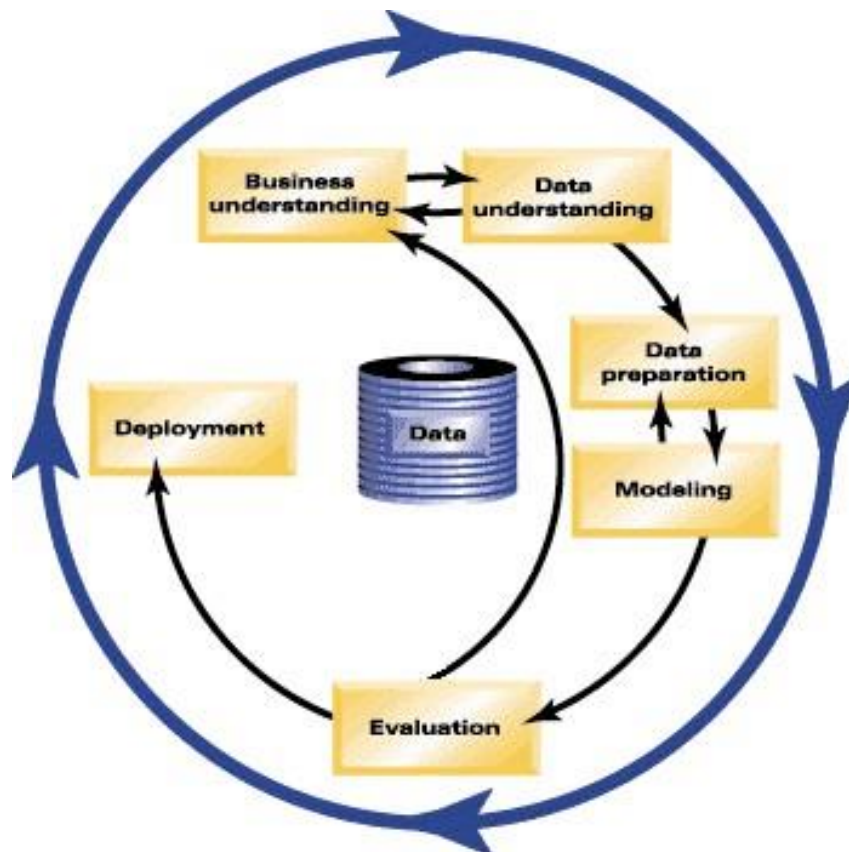 Business
understanding
Data
understanding
Data
preparation
Deployment
Data
Modeling
Evaluation